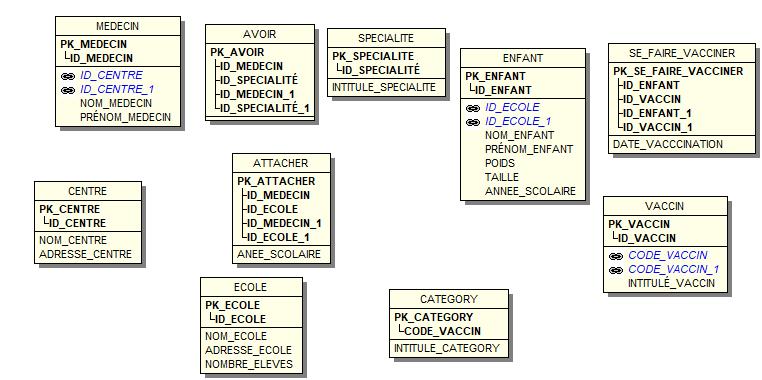 MEDECIN
PK_MEDECIN
ID_MEDECIN
ID_CENTRE
ID_CENTRE_1
NOM_MEDECIN
PRÉNOM_MEDECIN
AVOIR
PK_AVOIR
ID_MEDECIN
ID_SPECIALITÉ
ID_MEDECIN_1
ID_SPECIALITÉ_1
SPECIALITE
PK_SPECIALITE
ID_SPECIALITÉ
INTITULE_SPECIALITE
ENFANT
PK_ENFANT
ID_ENFANT
ID_ECOLE
ID_ECOLE_1
NOM_ENFANT
PRÉNOM_ENFANT
POIDS
TAILLE
ANNEE_SCOLAIRE
SE_FAIRE_VACCINER
PK_SE_FAIRE_VACCINER
ID_ENFANT
ID_VACCIN
ID_ENFANT_1
ID_VACCIN_1
DATE_VACCCINATION
CENTRE
PK_CENTRE
ID_CENTRE
NOM_CENTRE
ADRESSE_CENTRE
ATTACHER
PK_ATTACHER
ID_MEDECIN
ID_ECOLE
ID_MEDECIN_1
ID_ECOLE_1
ANEE_SCOLAIRE
VACCIN
PK_VACCIN
ID_VACCIN
CODE_VACCIN
CODE_VACCIN_1
INTITULÉ_VACCIN
ECOLE
PK_ECOLE
ID_ECOLE
NOM_ECOLE
ADRESSE_ECOLE
NOMBRE_ELEVES
CATEGORY
PK_CATEGORY
CODE_VACCIN
INTITULE_CATEGORY